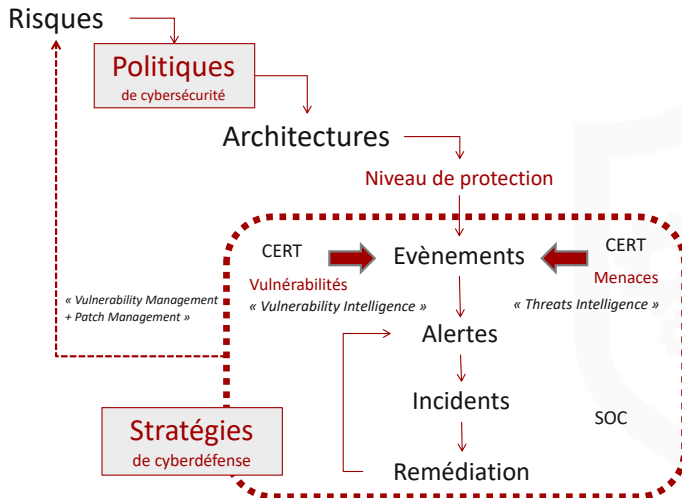 Risques
Politiques
de cybersécurité
Architectures
Niveau de protection
CERT
Evènements
CERT
Vulnérabilités
Menaces
« Vulnerability Management
+ Patch Management »
« Vulnerability Intelligence »
« Threats Intelligence »
Alertes
Incidents
SOC
Stratégies
de cyberdéfense
Remédiation